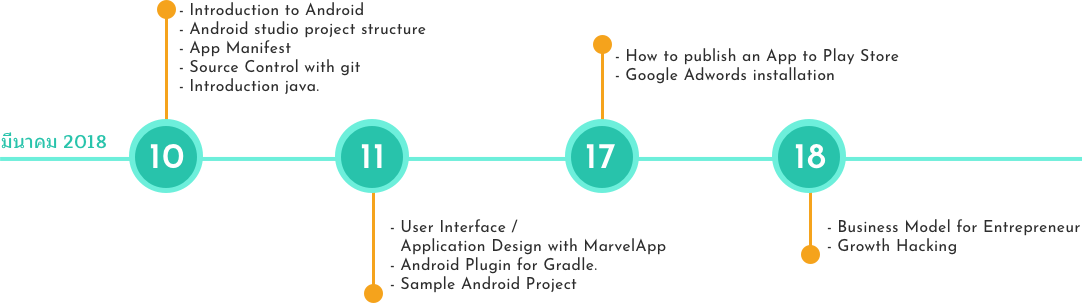 - Introduction to Android
- Android studio project structure
- App Manifest
- Source Control with git
- Introduction java.
- How to publish an App to Play Store
- Google Adwords installation
มีนาคม 2018
10
11
17
18
- User Interface /
Application Design with MarvelApp
- Android Plugin for Gradle.
- Sample Android Project
- Business Model for Entrepreneur
- Growth Hacking